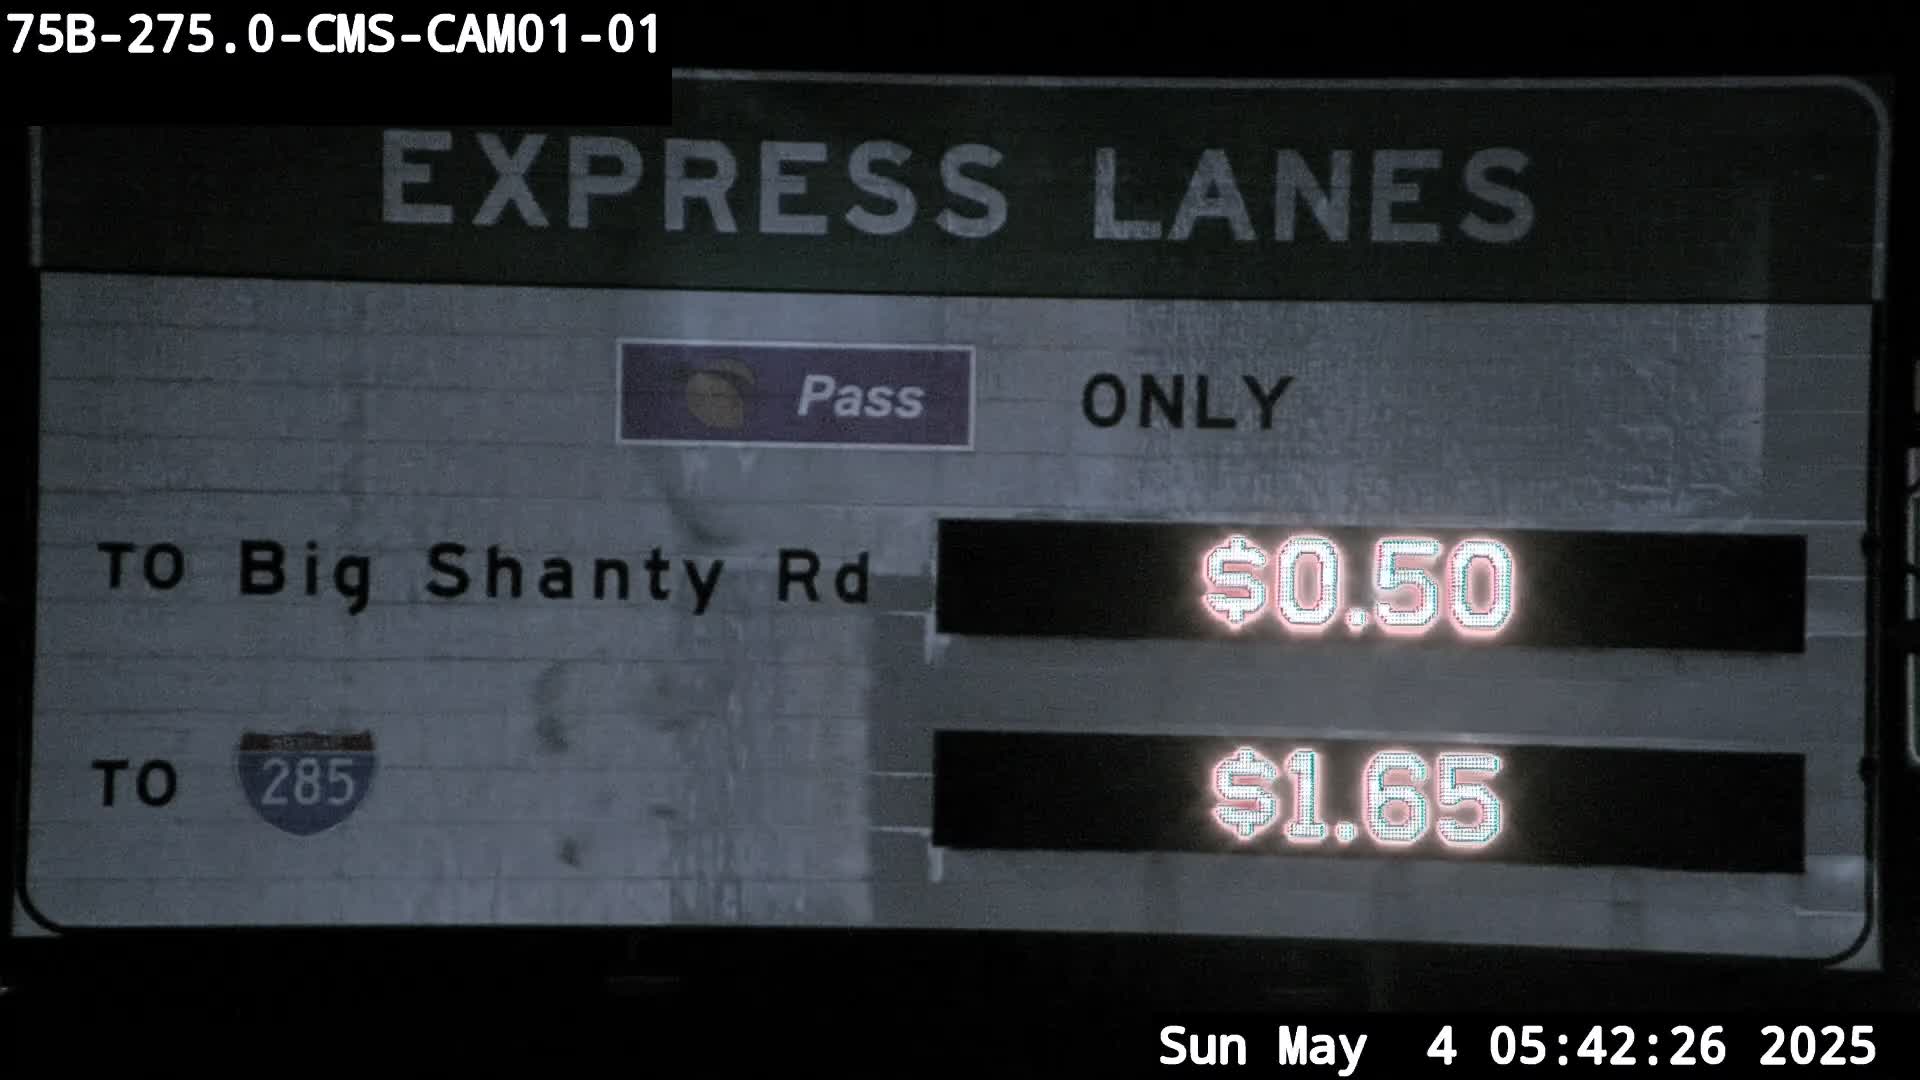 75B-275.0-CMS-CAM01-01
EXPRESS LANES
Pass ONLY
TO Big Shanty Rd $0.50
TO 285 $1.65
Sun May 4 05:42:26 2025